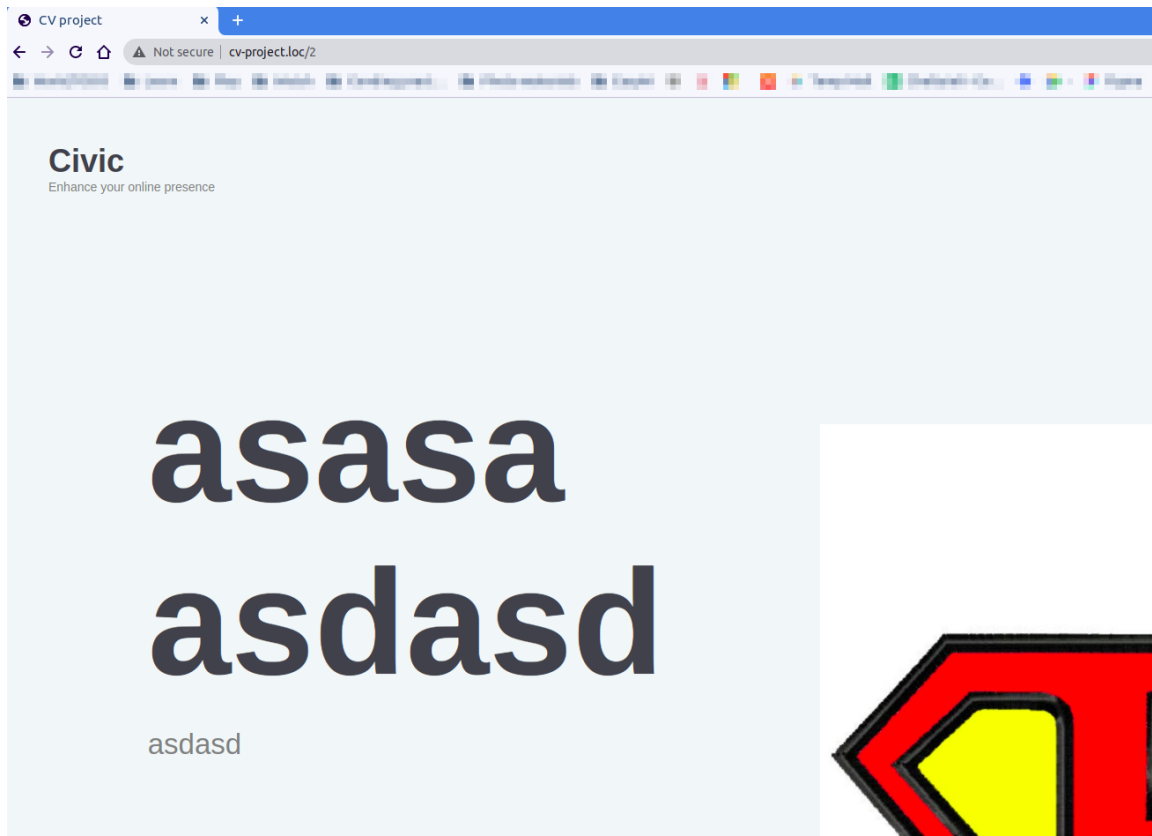 CV project
Not secure
cv-project.loc/2
Civic
Enhance your online presence
asasa
asdasd
asdasd